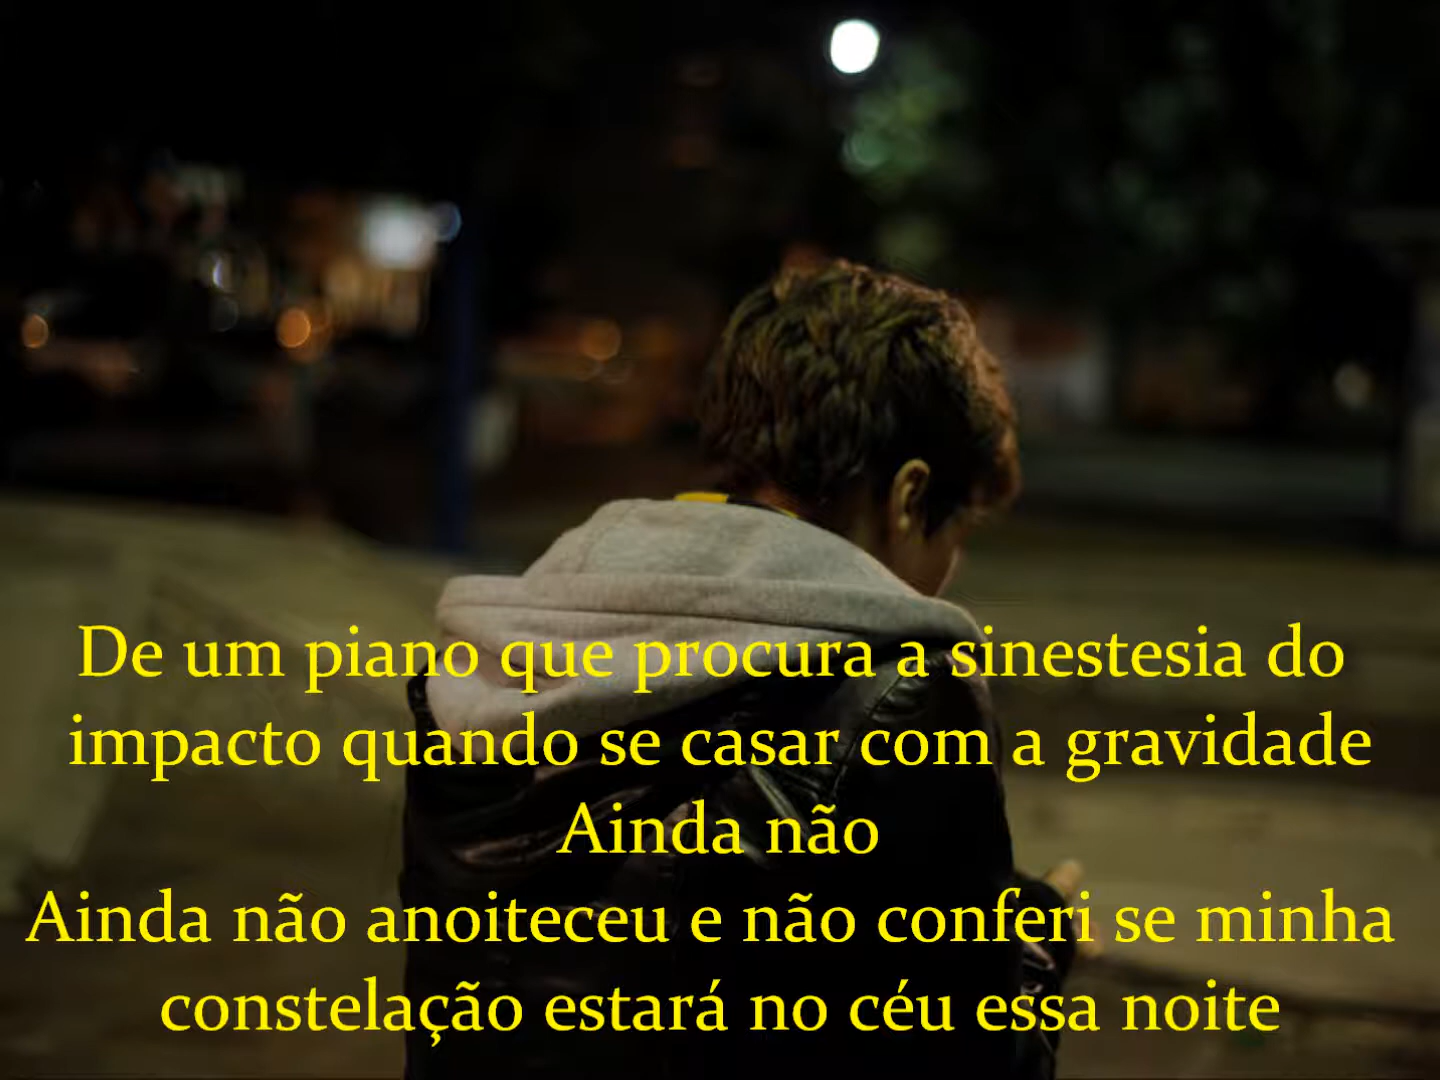 De um piano que procura a sinestesia do
impacto quando se casar com a gravidade
Ainda não
Ainda não anoiteceu e não conferi se minha
constelação estará no céu essa noite